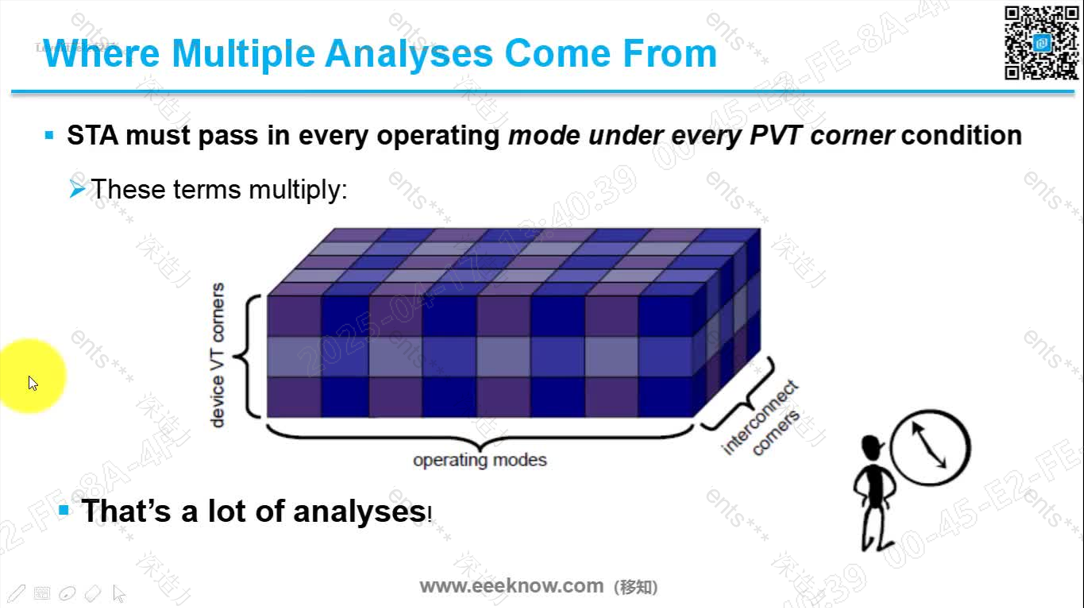 Where Multiple Analyses Come From
STA must pass in every operating mode under every PVT corner condition
These terms multiply:
device VT corners
operating modes
interconnect
corners
That's a lot of analyses!
www.eeeknow.com（移知）
ents***
深造
2025-04-17 13:40:39
00-45-E2-FE-8A-4F